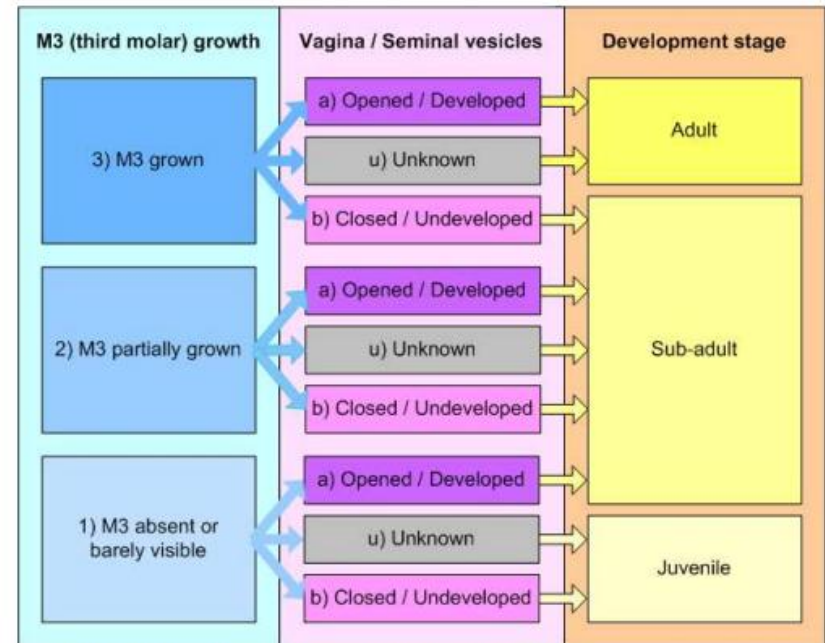 M3 (third molar) growth
Vagina / Seminal vesicles
Development stage
3) M3 grown
a) Opened / Developed
u) Unknown
b) Closed / Undeveloped
Adult
2) M3 partially grown
a) Opened / Developed
u) Unknown
b) Closed / Undeveloped
Sub-adult
1) M3 absent or
barely visible
a) Opened / Developed
u) Unknown
b) Closed / Undeveloped
Juvenile